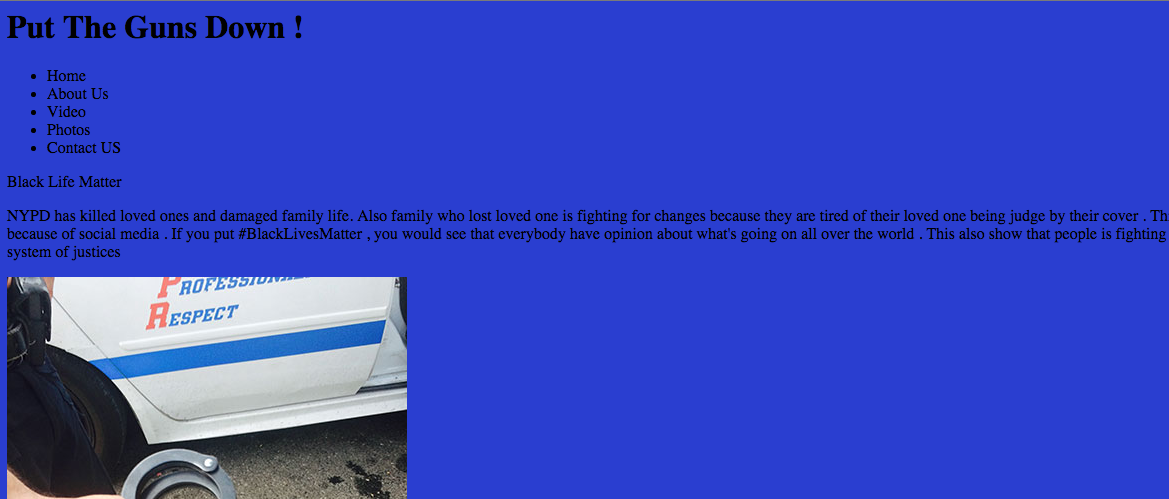 Put The Guns Down !
Home
About Us
Video
Photos
Contact US
Black Life Matter
NYPD has killed loved ones and damaged family life. Also family who lost loved one is fighting for changes because they are tired of their loved one being judge by their cover . Th
because of social media . If you put #BlackLivesMatter , you would see that everybody have opinion about what's going on all over the world . This also show that people is fighting
system of justices
PROFESSIONAL
RESPECT